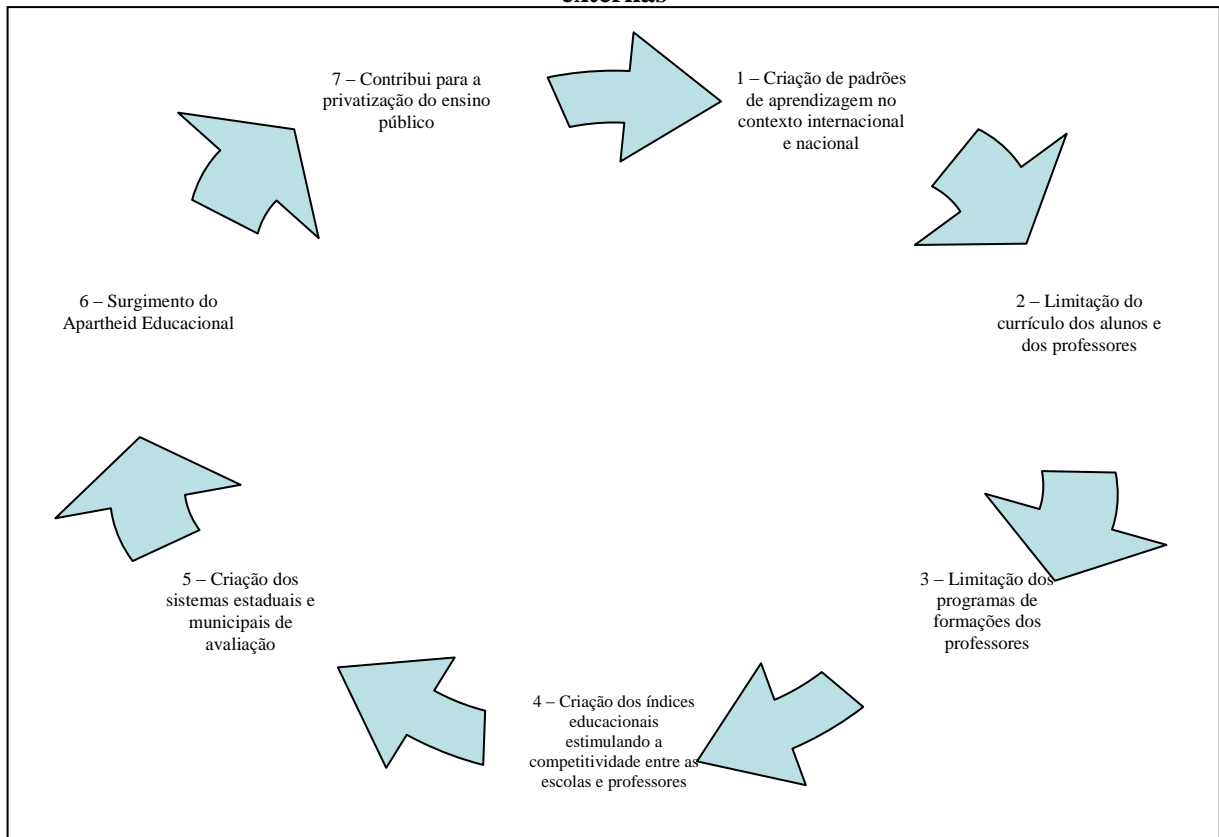 externas
7 – Contribui para a
privatização do ensino
público
1 – Criação de padrões
de aprendizagem no
contexto internacional
e nacional
2 – Limitação do
currículo dos alunos e
dos professores
3 – Limitação dos
programas de
formações dos
professores
4 – Criação dos índices
educacionais
estimulando a
competitividade entre as
escolas e professores
5 – Criação dos
sistemas estaduais e
municipais de
avaliação
6 – Surgimento do
Apartheid Educacional